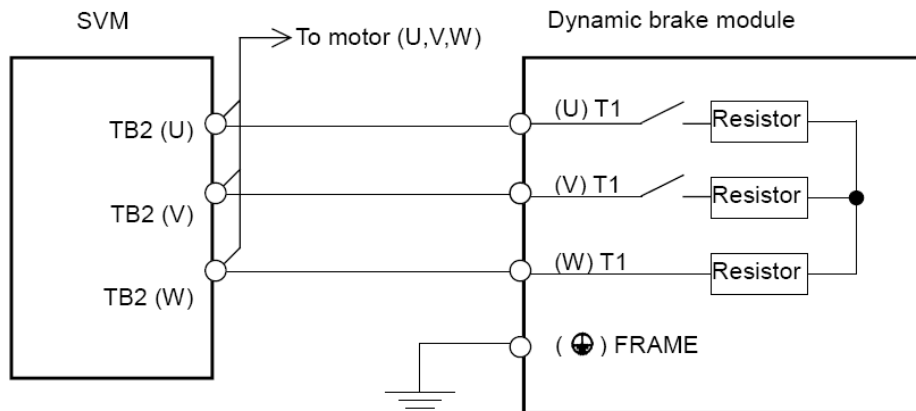 SVM
Dynamic brake module
To motor (U,V,W)
TB2 (U)
(U) T1
Resistor
TB2 (V)
(V) T1
Resistor
TB2 (W)
(W) T1
Resistor
( ⏚ ) FRAME